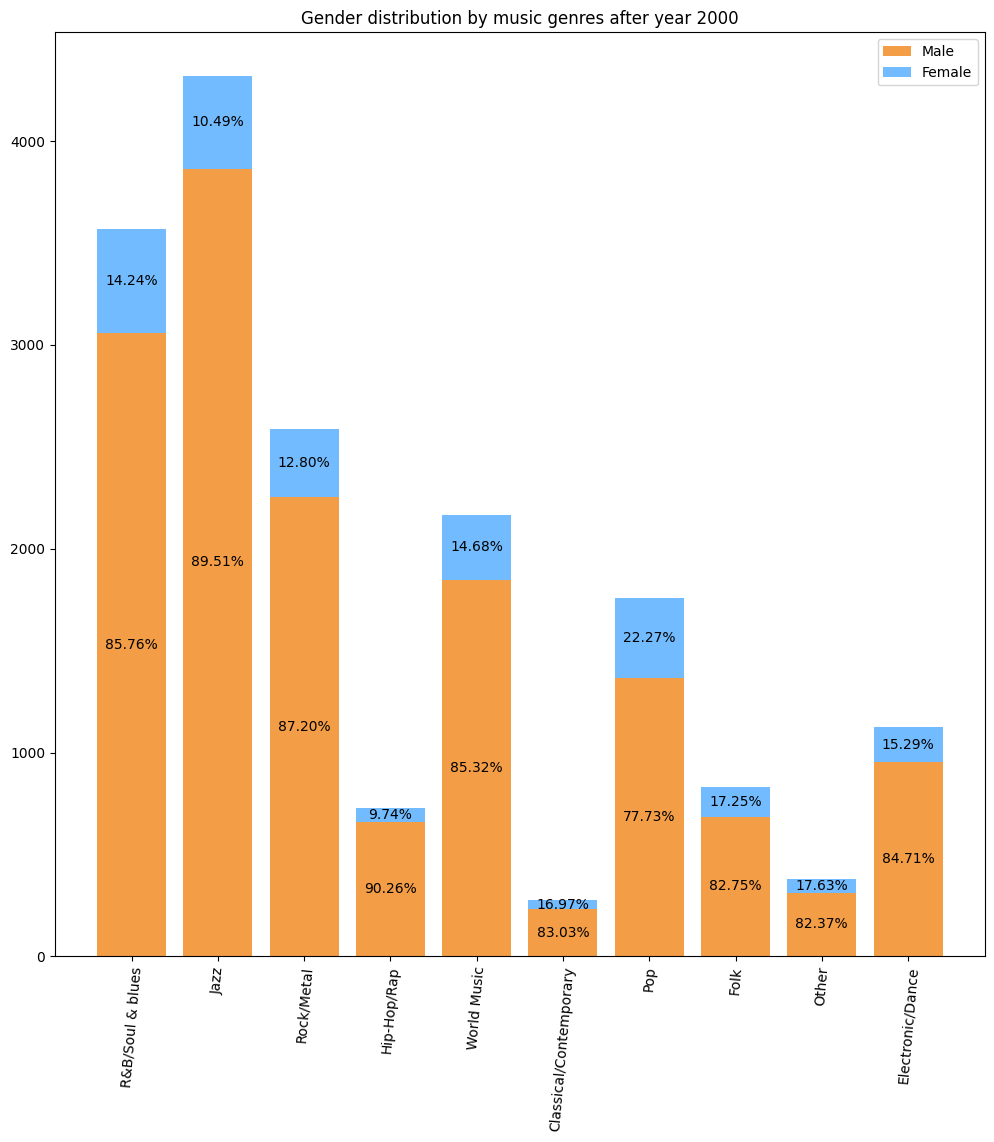 Gender distribution by music genres after year 2000
Male
Female
4000
3000
2000
1000
0
10.49%
14.24%
12.80%
14.68%
89.51%
85.76%
22.27%
87.20%
15.29%
85.32%
9.74%
77.73%
17.25%
84.71%
90.26%
82.75%
17.63%
16.97%
82.37%
83.03%
R&B/Soul & blues
Jazz
Rock/Metal
Hip-Hop/Rap
World Music
Classical/Contemporary
Pop
Folk
Other
Electronic/Dance